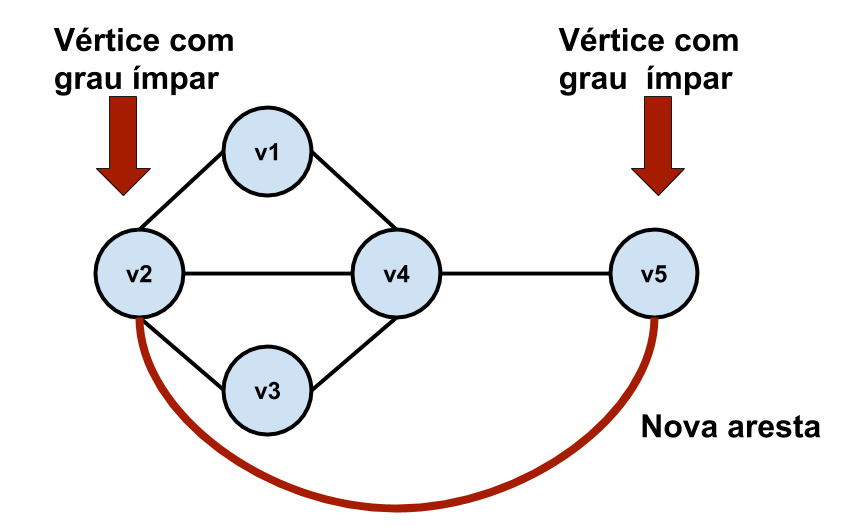 Vértice com
grau ímpar
Vértice com
grau  ímpar
v1
v2
v4
v5
v3
Nova aresta